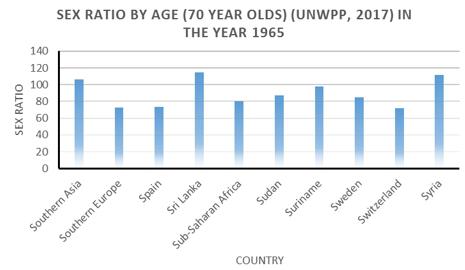 SEX RATIO BY AGE (70 YEAR OLDS) (UNWPP, 2017) IN
THE YEAR 1965
140
120
100
80
60
40
20
0
SEX RATIO
Southern Asia
Southern Europe
Spain
Sri Lanka
Sub-Saharan Africa
Sudan
Suriname
Sweden
Switzerland
Syria
COUNTRY